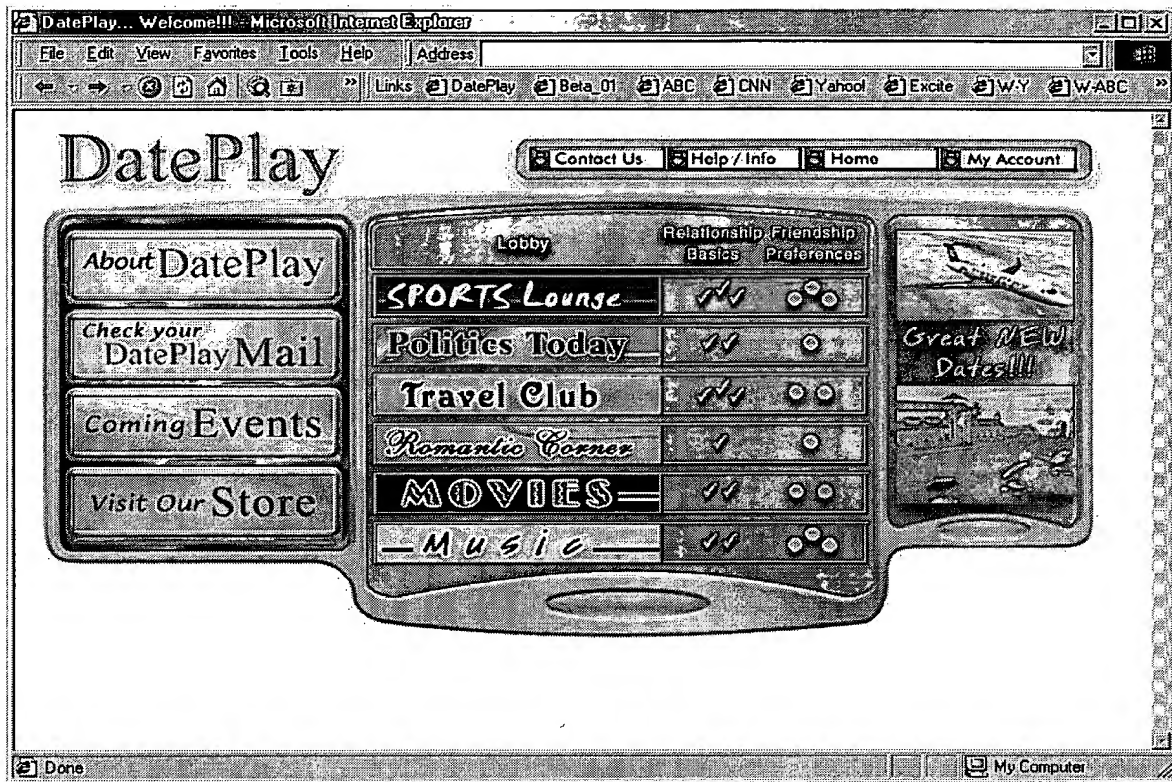 DatePlay... Welcome!!! - Microsoft Internet Explorer
File Edit View Favorites Tools Help Address
Links DatePlay Beta_01 ABC CNN Yahoo! Excite W-Y W-ABC
DatePlay
Contact Us Help / Info Home My Account
About DatePlay
Check your
DatePlay Mail
Coming Events
Visit Our Store
Lobby
Relationship Basics
Friendship Preferences
SPORTS Lounge
Politics Today
Travel Club
Romantic Corner
MOVIES
Music
Great NEW
Dates!!!
Done My Computer